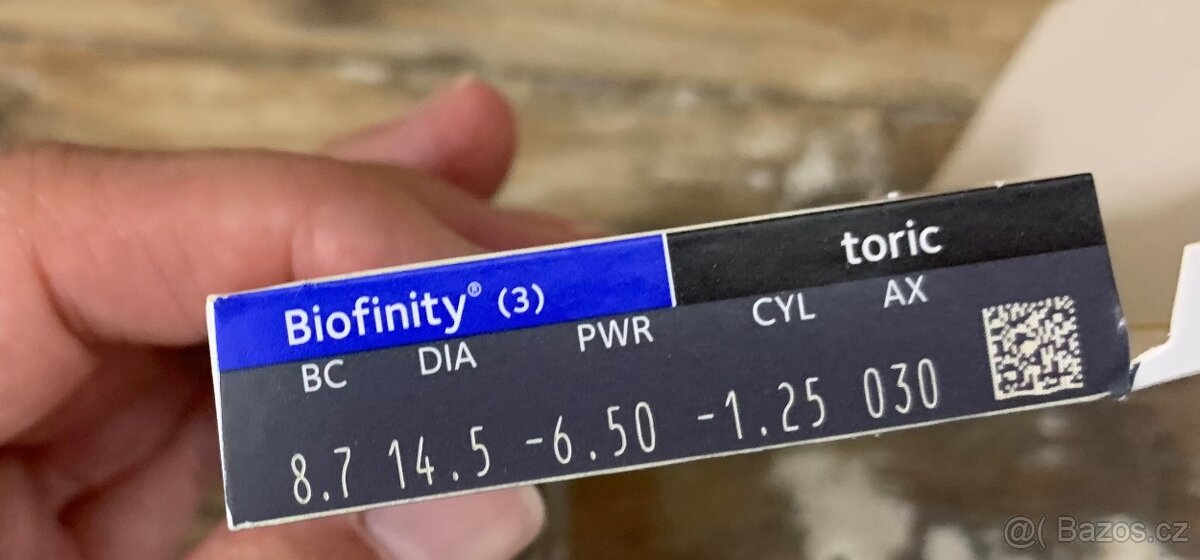 Biofinity® (3) toric
BC DIA PWR CYL AX
8.7 14.5 -6.50 -1.25 030
@( Bazos.cz